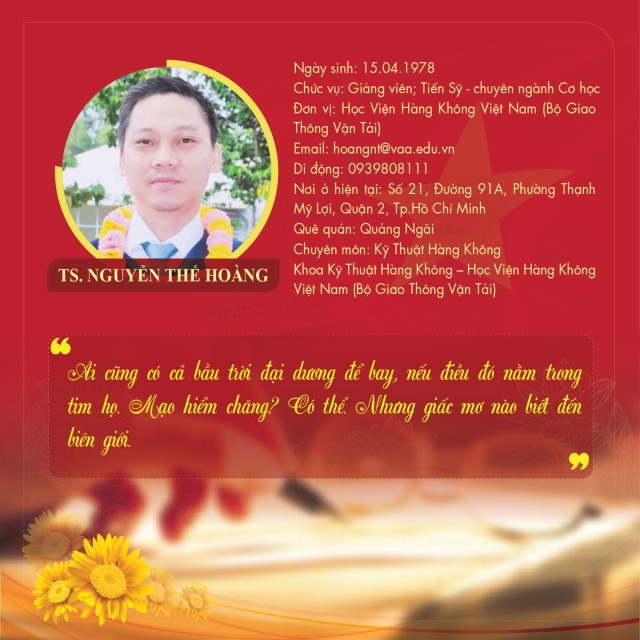 Ngày sinh: 15.04.1978
Chức vụ: Giảng viên; Tiến Sỹ - chuyên ngành Cơ học
Đơn vị: Học Viện Hàng Không Việt Nam (Bộ Giao
Thông Vận Tải)
Email: hoangnt@vaa.edu.vn
Di động: 0939808111
Nơi ở hiện tại: Số 21, Đường 91A, Phường Thạnh
Mỹ Lợi, Quận 2, Tp.Hồ Chí Minh
Quê quán: Quảng Ngãi
Chuyên môn: Kỹ Thuật Hàng Không
Khoa Kỹ Thuật Hàng Không – Học Viện Hàng Không
Việt Nam (Bộ Giao Thông Vận Tải)
TS. NGUYỄN THẾ HOÀNG
“
Ai cũng có cả bầu trời đại dương để bay, nếu điều đó nằm trong
tim họ. Mạo hiểm chăng? Có thể. Nhưng giấc mơ nào biết đến
biên giới.
”